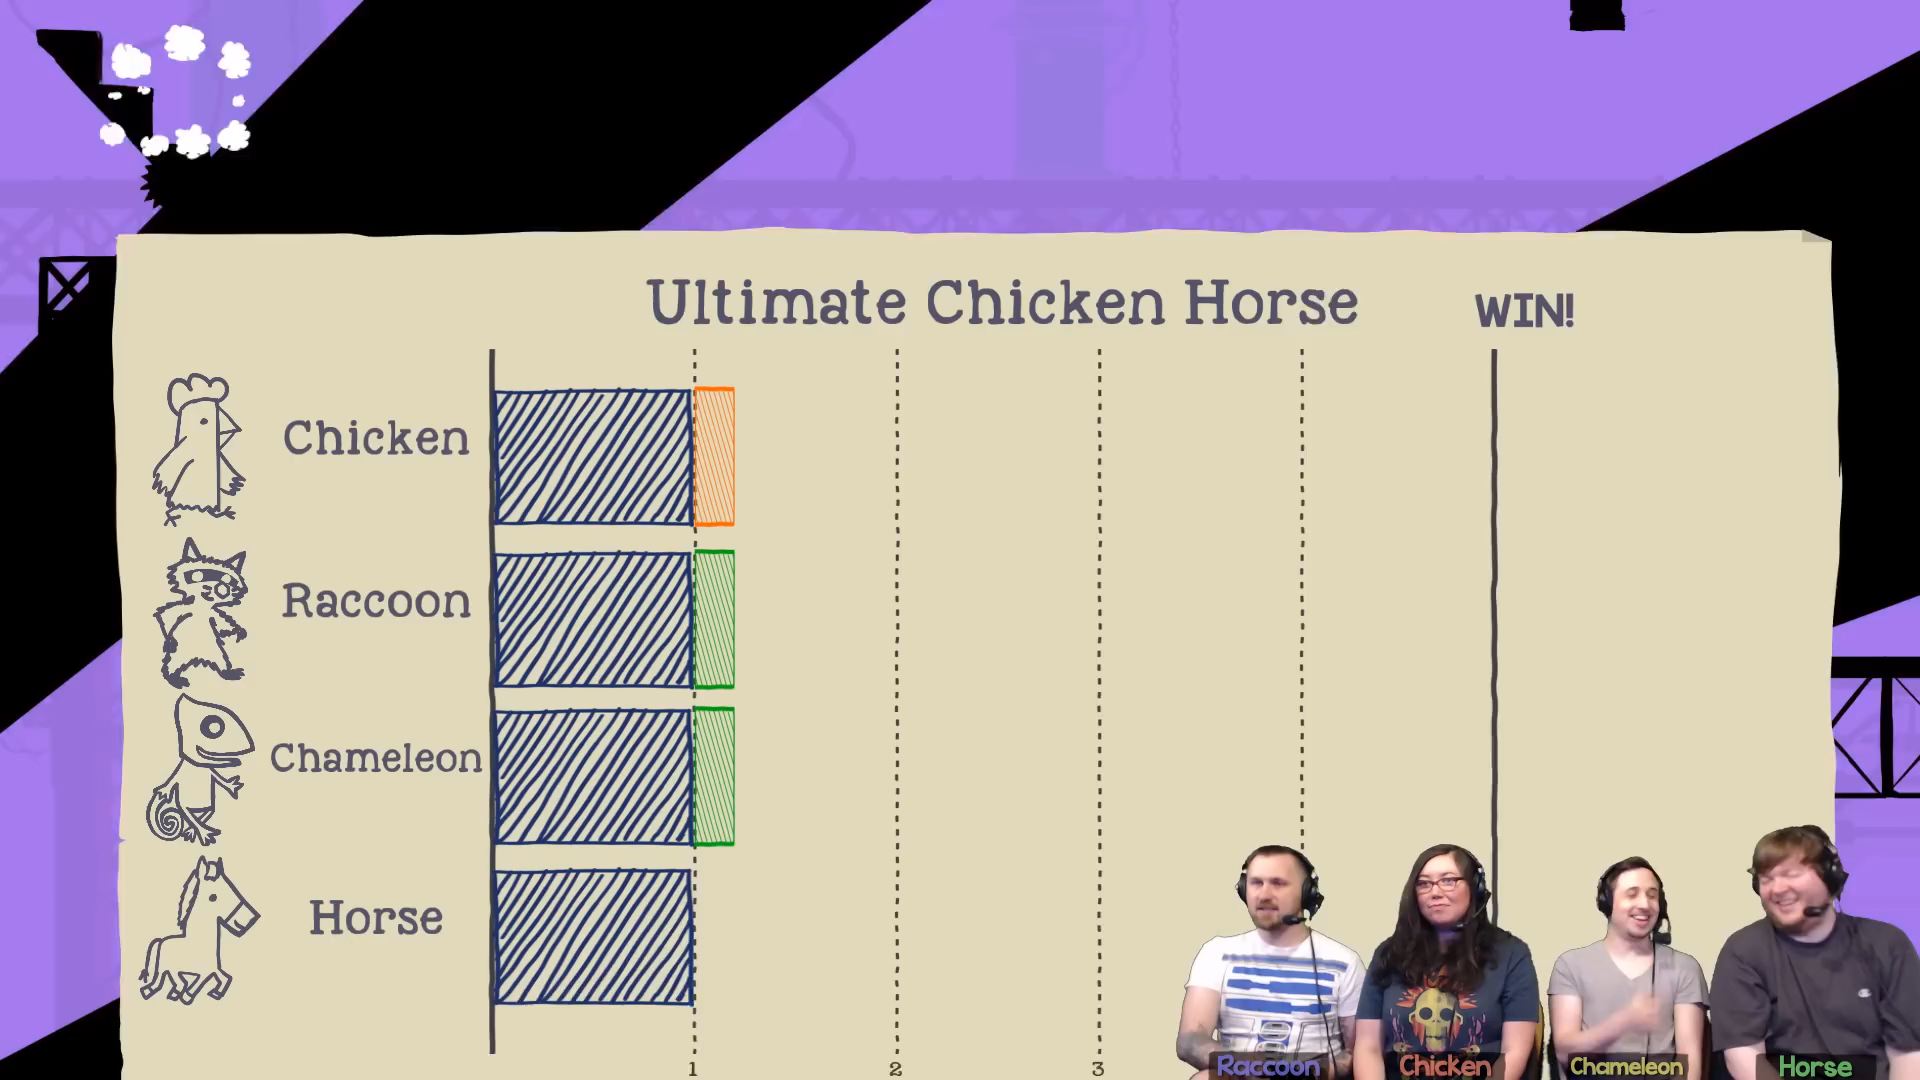 Ultimate Chicken Horse
WIN!
Chicken
Raccoon
Chameleon
Horse
1
2
3
Raccoon
Chicken
Chameleon
Horse